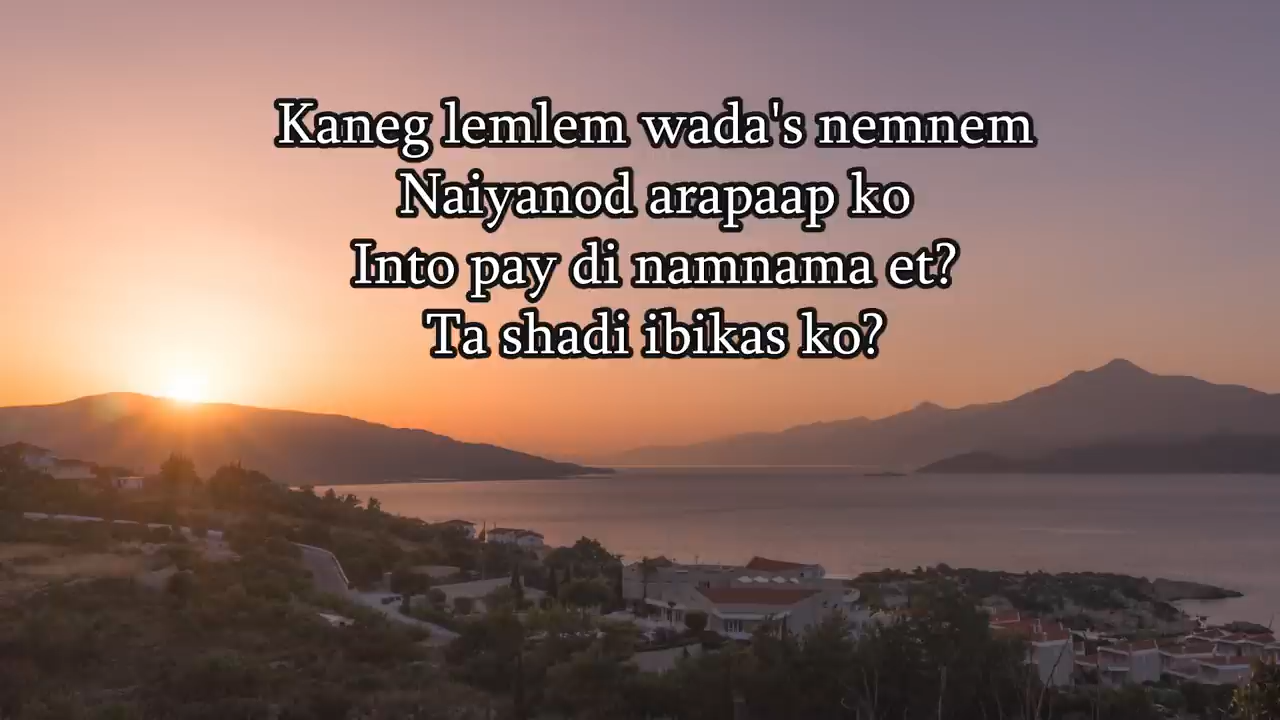 Kaneg lemlem wada's nemnem
Naiyanod arapaap ko
Into pay di namnama et?
Ta shadi ibikas ko?